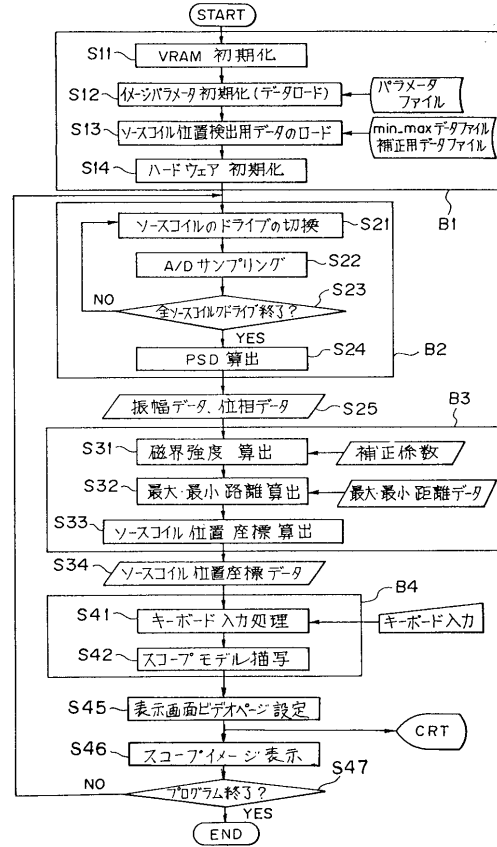 START
S11
VRAM 初期化
S12
イメージパラメータ初期化(データロード)
パラメータ
ファイル
S13
ソースコイル位置検出用データのロード
min_maxデータファイル
補正用データファイル
S14
ハードウェア 初期化
B1
ソースコイルのドライブの切換
S21
A/Dサンプリング
S22
NO
全ソースコイルクドライブ終了?
S23
YES
PSD 算出
S24
B2
振幅データ、位相データ
S25
B3
S31
磁界強度 算出
補正係数
S32
最大・最小 路離算出
最大・最小 距離データ
S33
ソースコイル 位置 座標 算出
S34
ソースコイル 位置座標データ
B4
S41
キーボード入力処理
キーボード入力
S42
スコープモデル描写
S45
表示画面ビデオページ設定
CRT
S46
スコープイメージ表示
NO
プログラム終了?
S47
YES
END